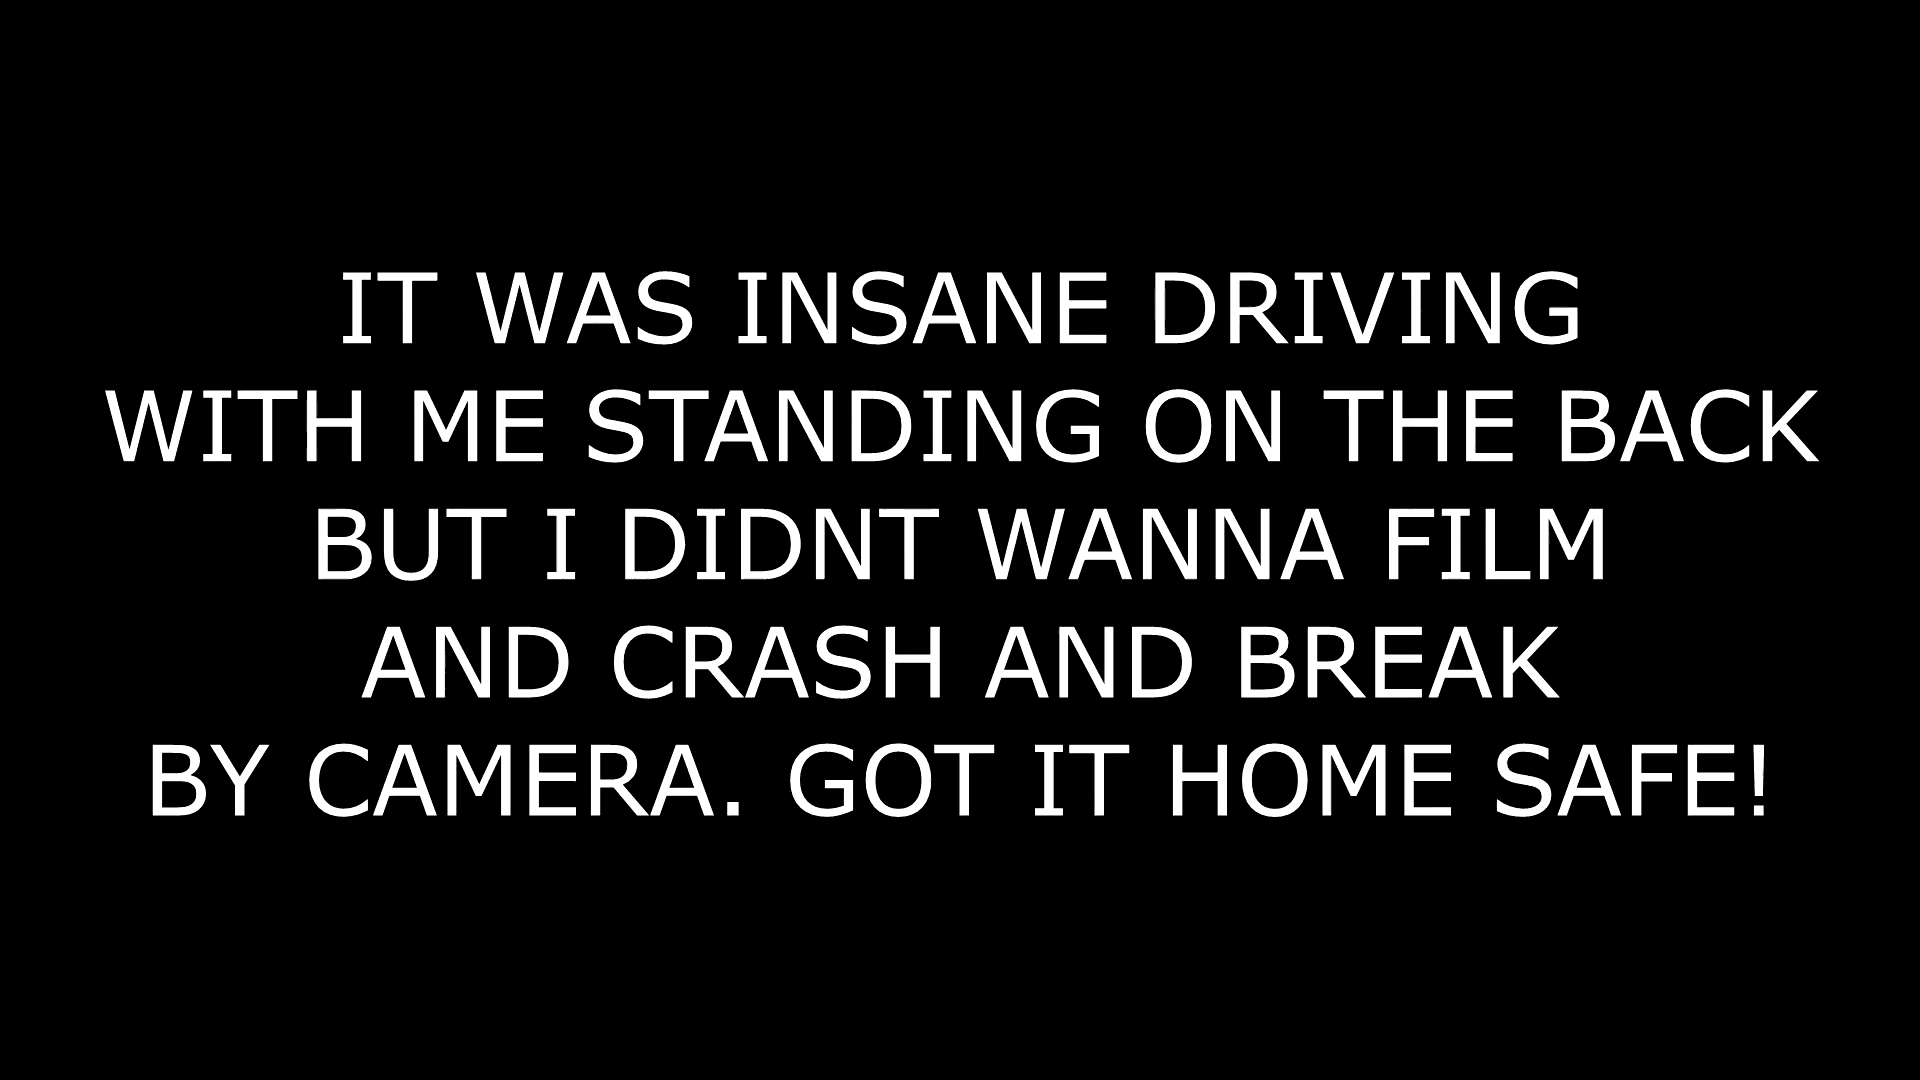 IT WAS INSANE DRIVING
WITH ME STANDING ON THE BACK
BUT I DIDNT WANNA FILM
AND CRASH AND BREAK
BY CAMERA. GOT IT HOME SAFE!